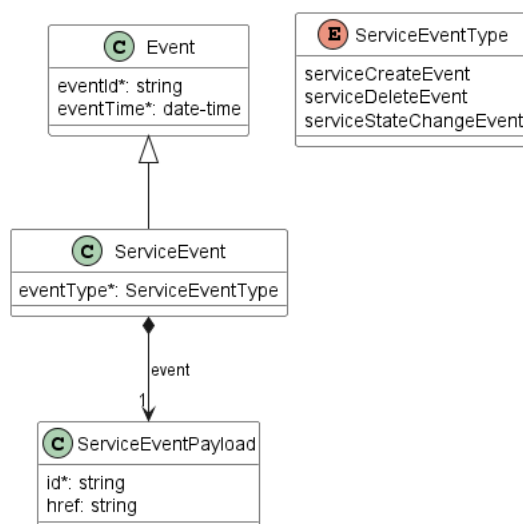 C Event
eventId*: string
eventTime*: date-time
E ServiceEventType
serviceCreateEvent
serviceDeleteEvent
serviceStateChangeEvent
C ServiceEvent
eventType*: ServiceEventType
event
1
C ServiceEventPayload
id*: string
href: string